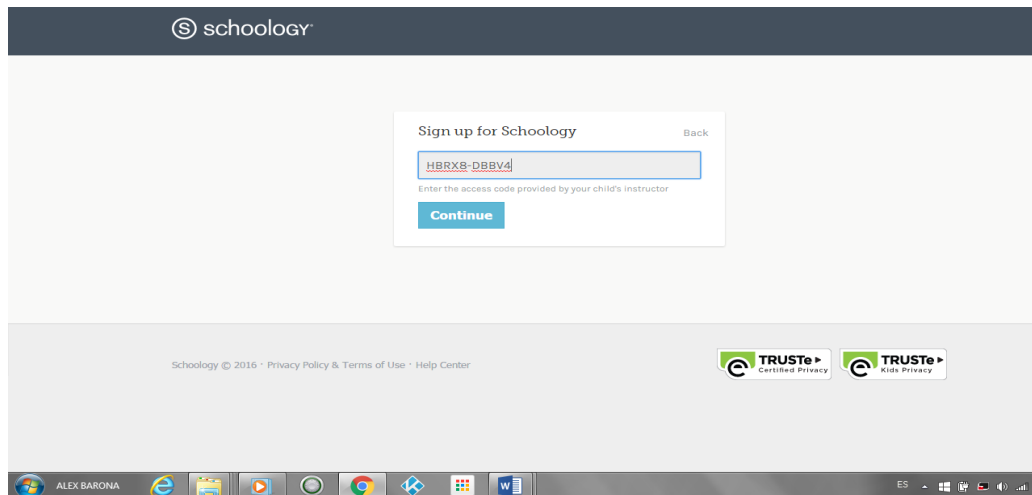 S schoology
Sign up for Schoology Back
HBRX8-DBBV4
Enter the access code provided by your child's instructor
Continue
Schoology © 2016 · Privacy Policy & Terms of Use · Help Center
TRUSTe
Certified Privacy
TRUSTe
Kids Privacy
ALEX BARONA ES